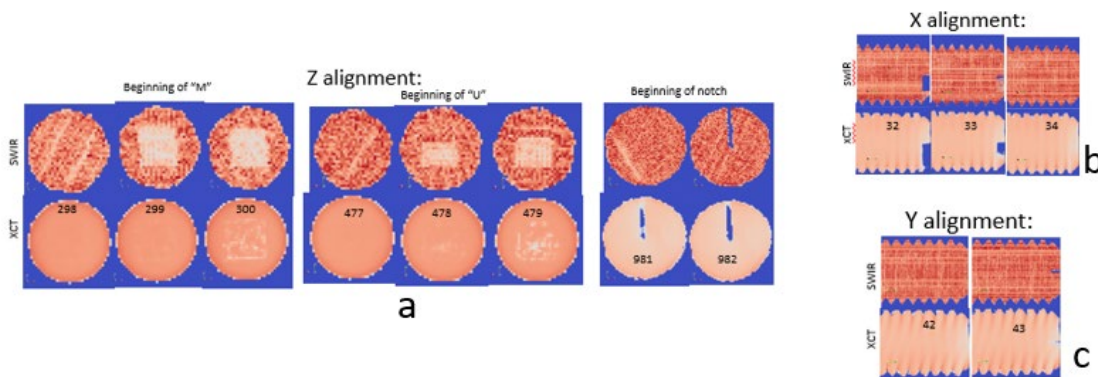 Z alignment:
Beginning of "M"
Beginning of "U"
Beginning of notch
SWIR
XCT
298
299
300
477
478
479
981
982
a
X alignment:
SWIR
XCT
32
33
34
b
Y alignment:
SWIR
XCT
42
43
c